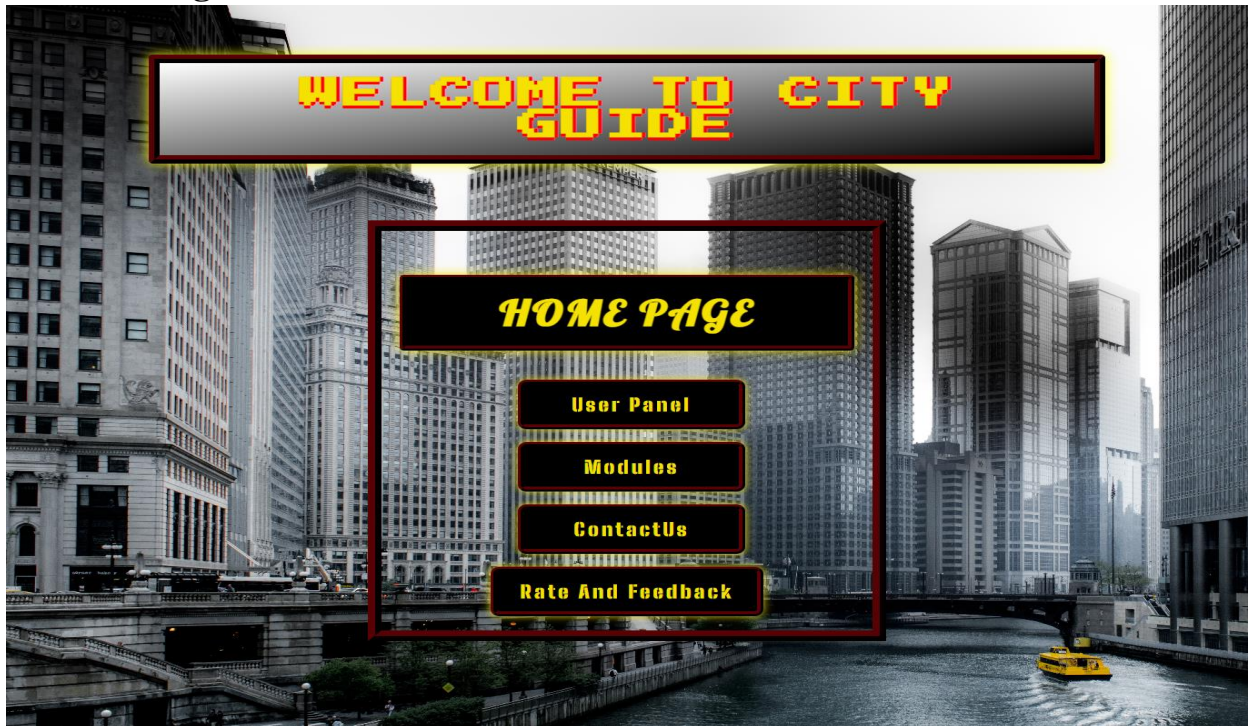 WELCOME TO CITY
GUIDE
HOME PAGE
User Panel
Modules
ContactUs
Rate And Feedback